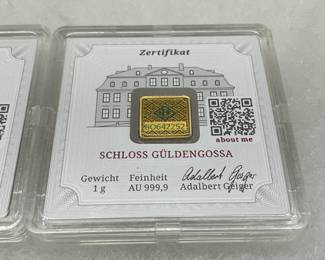 Zertifikat
about me
SCHLOSS GÜLDENGOSSA
Gewicht Feinheit
1 g AU 999,9
Adalbert Geiger
Adalbert Geiger